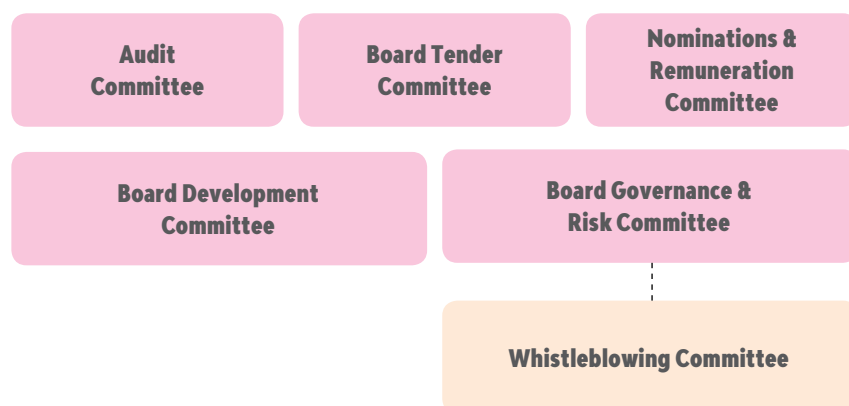 Audit
Committee
Board Tender
Committee
Nominations &
Remuneration
Committee
Board Development
Committee
Board Governance &
Risk Committee
Whistleblowing Committee